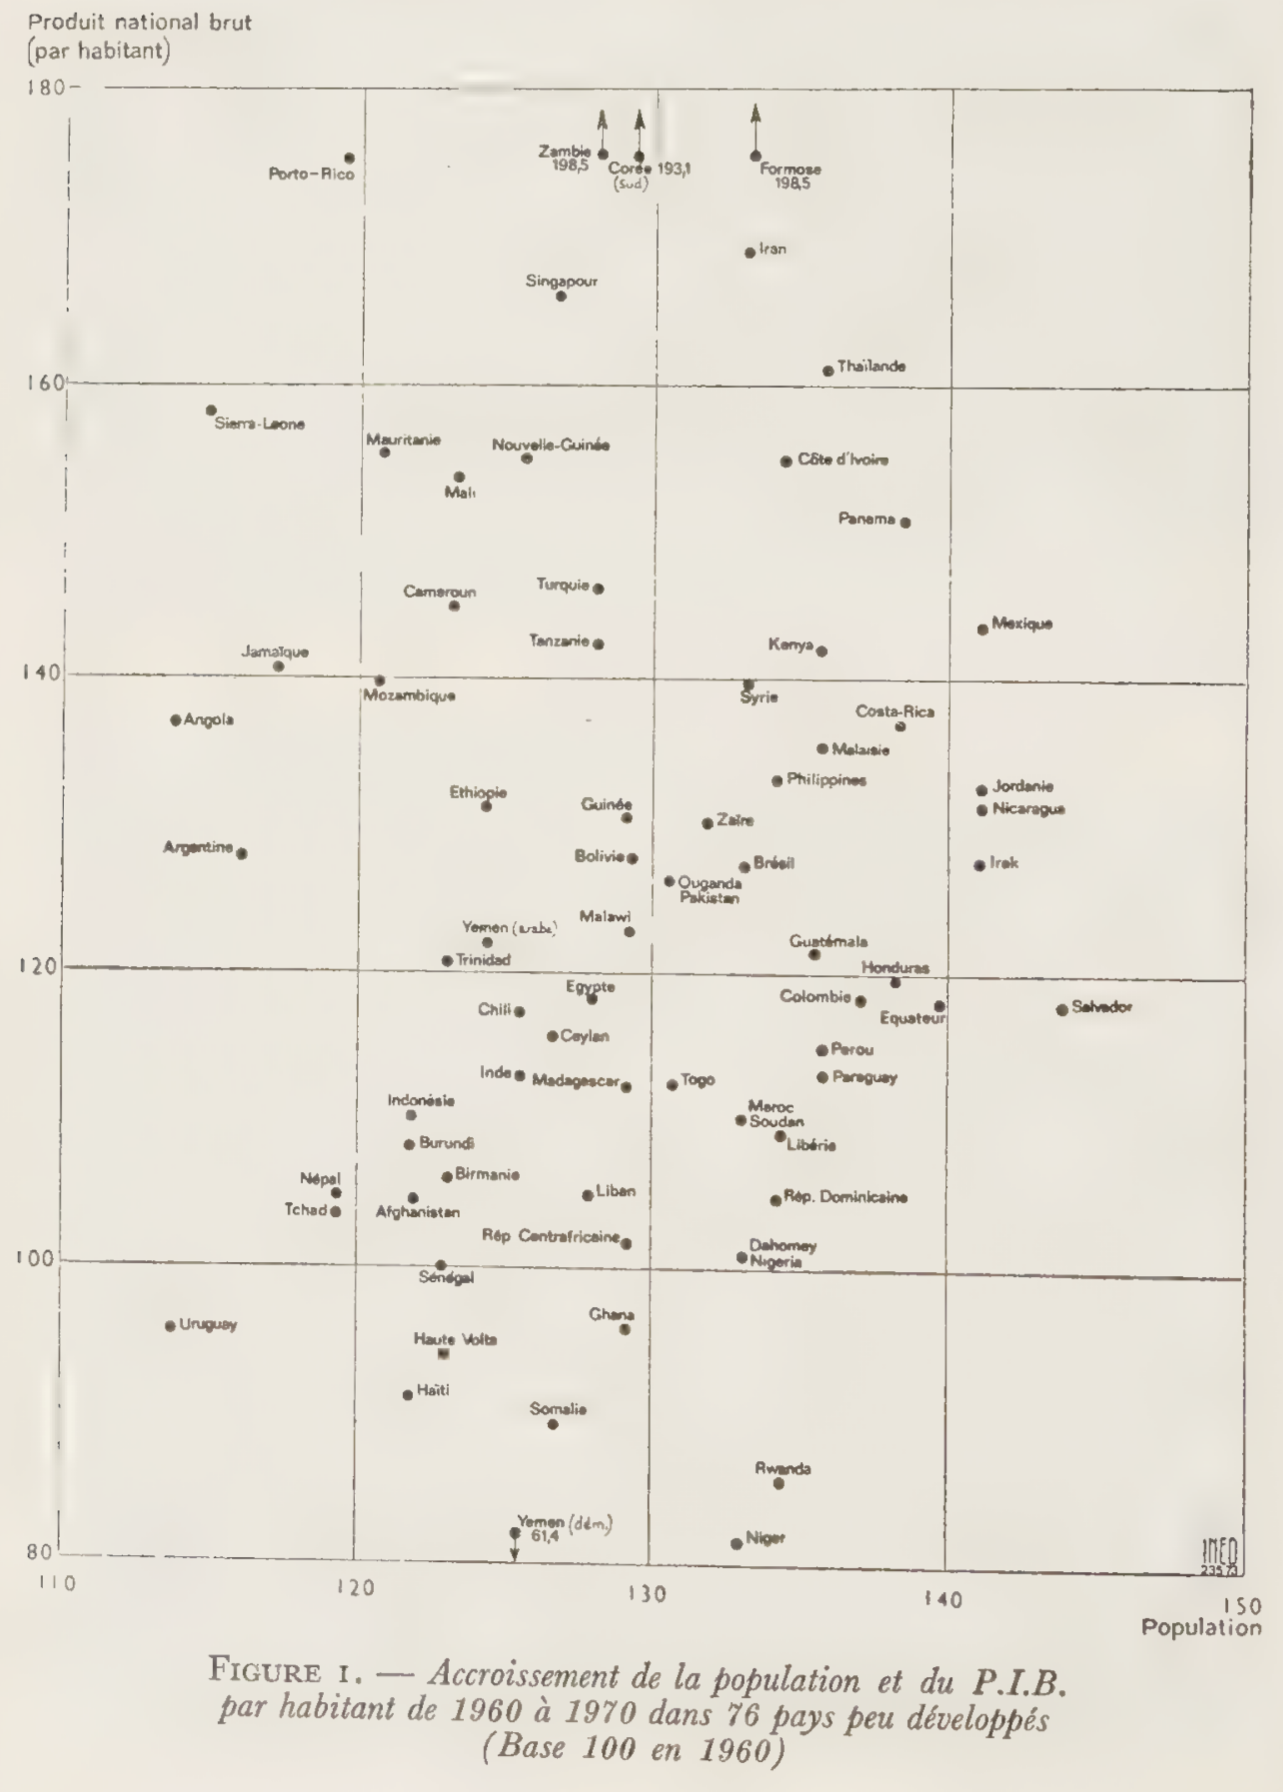 Produit national brut
(par habitant)
180
Zambie
198,5
Corée 193,1
(sud)
Formose
198,5
Porto-Rico
Iran
Singapour
Thaïlande
160
Sierra-Leone
Mauritanie
Nouvelle-Guinée
Mali
Côte d'Ivoire
Panama
Turquie
Cameroun
Mexique
Tanzanie
Kenya
Jamaïque
140
Mozambique
Syrie
Costa-Rica
Angola
Malaisie
Philippines
Jordanie
Ethiopie
Guinée
Nicaragua
Zaïre
Argentine
Bolivie
Brésil
Irak
Ouganda
Pakistan
Malawi
Yemen (arabe)
Guatémala
Trinidad
120
Honduras
Egypte
Colombie
Chili
Equateur
Salvador
Ceylan
Perou
Inde
Madagascar
Togo
Paraguay
Indonésie
Maroc
Soudan
Burundi
Libérie
Birmanie
Népal
Liban
Rép. Dominicaine
Tchad
Afghanistan
Rép Centrafricaine
Dahomey
Nigeria
100
Sénégal
Uruguay
Ghana
Haute Volta
Haïti
Somalie
Rwanda
Yemen (dém.)
61,4
Niger
INED
235 73
80
110 120 130 140 150
Population
FIGURE 1. — Accroissement de la population et du P.I.B.
par habitant de 1960 à 1970 dans 76 pays peu développés
(Base 100 en 1960)